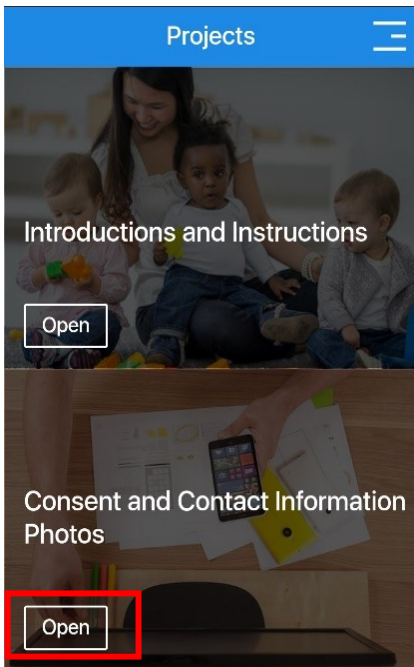 Projects
Introductions and Instructions
Open
Consent and Contact Information
Photos
Open